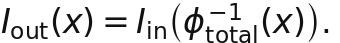 I_out(x) = I_in(ϕ_total^−1(x)).